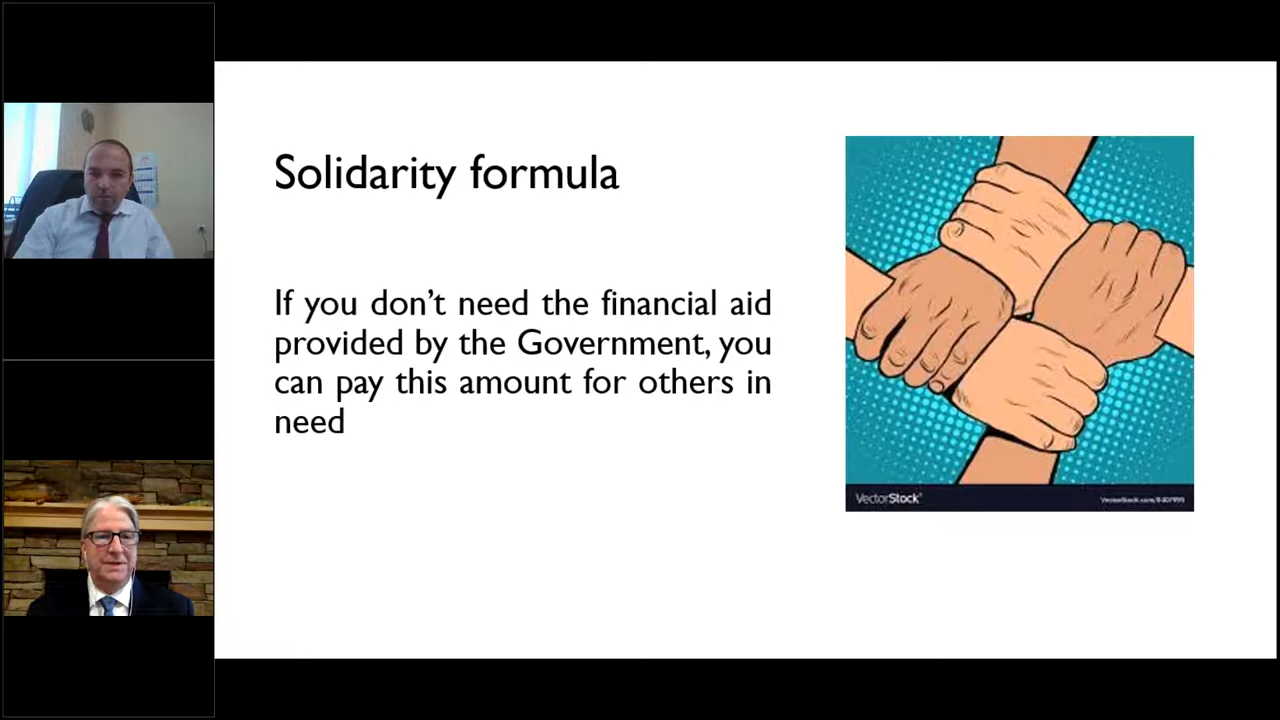 Solidarity formula
If you don’t need the financial aid
provided by the Government, you
can pay this amount for others in
need
VectorStock®